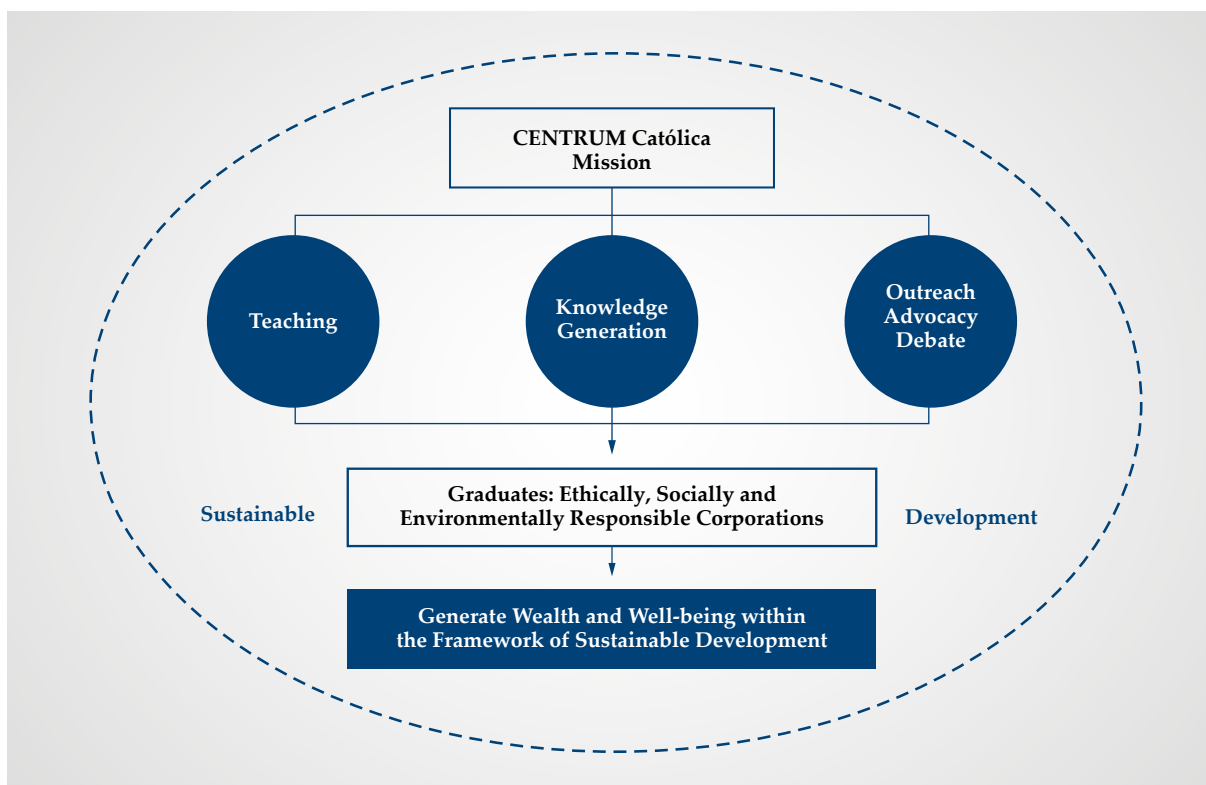 CENTRUM Católica
Mission
Teaching
Knowledge
Generation
Outreach
Advocacy
Debate
Sustainable
Graduates: Ethically, Socially and
Environmentally Responsible Corporations
Development
Generate Wealth and Well-being within
the Framework of Sustainable Development